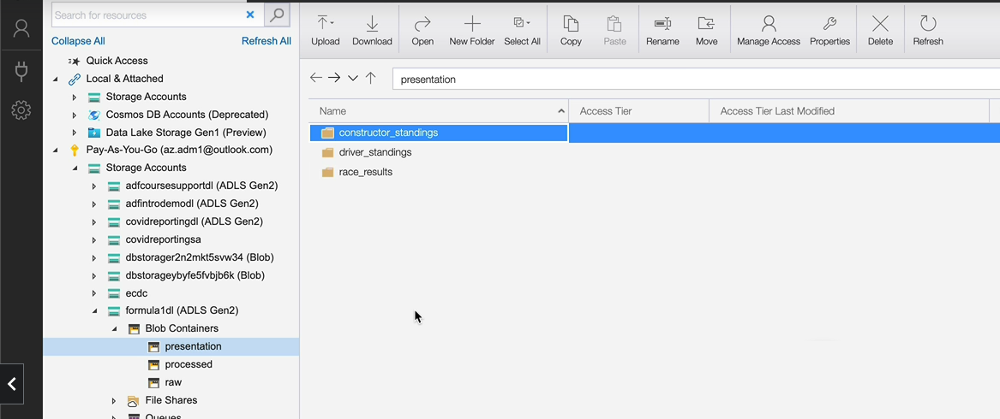 Search for resources
Collapse All
Refresh All
Quick Access
Local & Attached
Storage Accounts
Cosmos DB Accounts (Deprecated)
Data Lake Storage Gen1 (Preview)
Pay-As-You-Go (az.adm1@outlook.com)
Storage Accounts
adfcoursesupportdl (ADLS Gen2)
adfintrodemodl (ADLS Gen2)
covidreportingdl (ADLS Gen2)
covidreportingsa
dbstorager2n2mkt5svw34 (Blob)
dbstorageybyfe5fvbjb6k (Blob)
ecdc
formula1dl (ADLS Gen2)
Blob Containers
presentation
processed
raw
File Shares
Queues
Upload
Download
Open
New Folder
Select All
Copy
Paste
Rename
Move
Manage Access
Properties
Delete
Refresh
presentation
Name
Access Tier
Access Tier Last Modified
constructor_standings
driver_standings
race_results